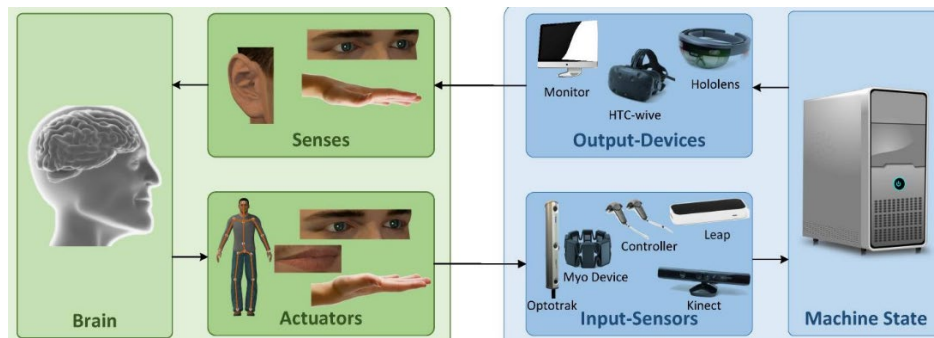 Senses
Monitor
HTC-wive
Hololens
Output-Devices
Brain
Actuators
Optotrak
Myo Device
Controller
Leap
Kinect
Input-Sensors
Machine State